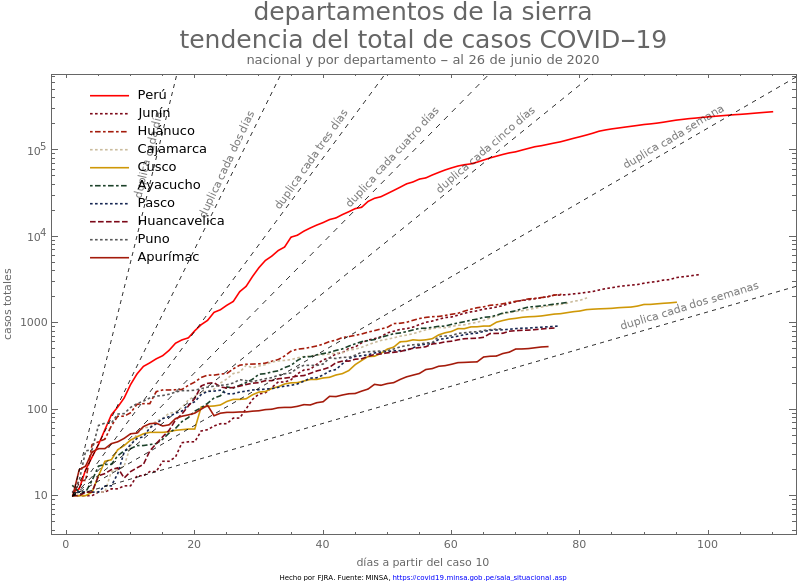 departamentos de la sierra
tendencia del total de casos COVID‒19
nacional y por departamento ‒ al 26 de junio de 2020
Perú
Junín
Huánuco
Cajamarca
Cusco
Ayacucho
Pasco
Huancavelica
Puno
Apurímac
duplica cada dos días
duplica cada tres días
duplica cada cuatro días
duplica cada cinco días
duplica cada semana
duplica cada dos semanas
casos totales
10^5
10^4
1000
100
10
0 20 40 60 80 100
días a partir del caso 10
Hecho por FJRA. Fuente: MINSA, https://covid19.minsa.gob.pe/sala_situacional.asp